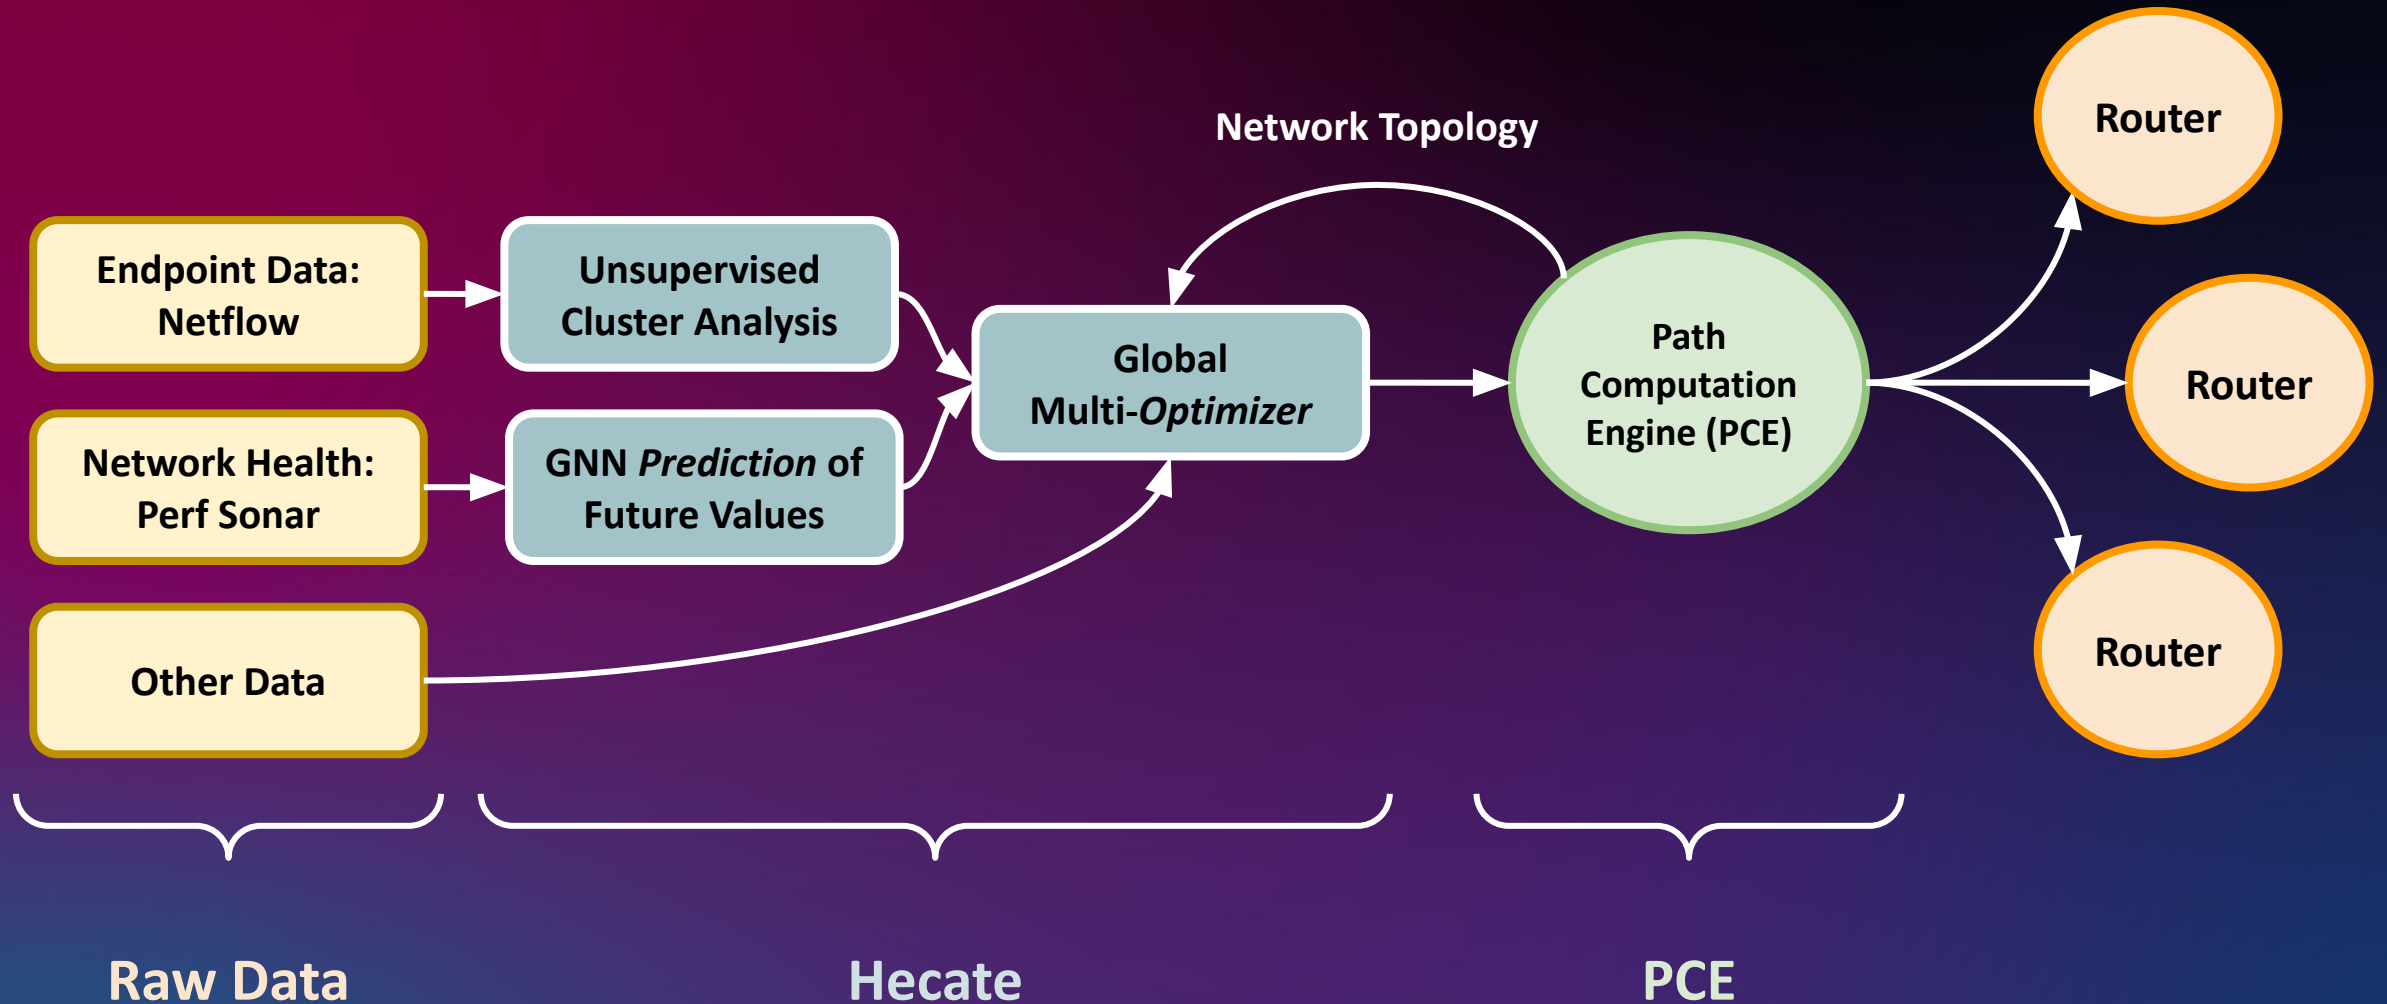 Network Topology
Router
Endpoint Data:
Netflow
Unsupervised
Cluster Analysis
Global
Multi-Optimizer
Path
Computation
Engine (PCE)
Router
Network Health:
Perf Sonar
GNN Prediction of
Future Values
Other Data
Router
Raw Data
Hecate
PCE